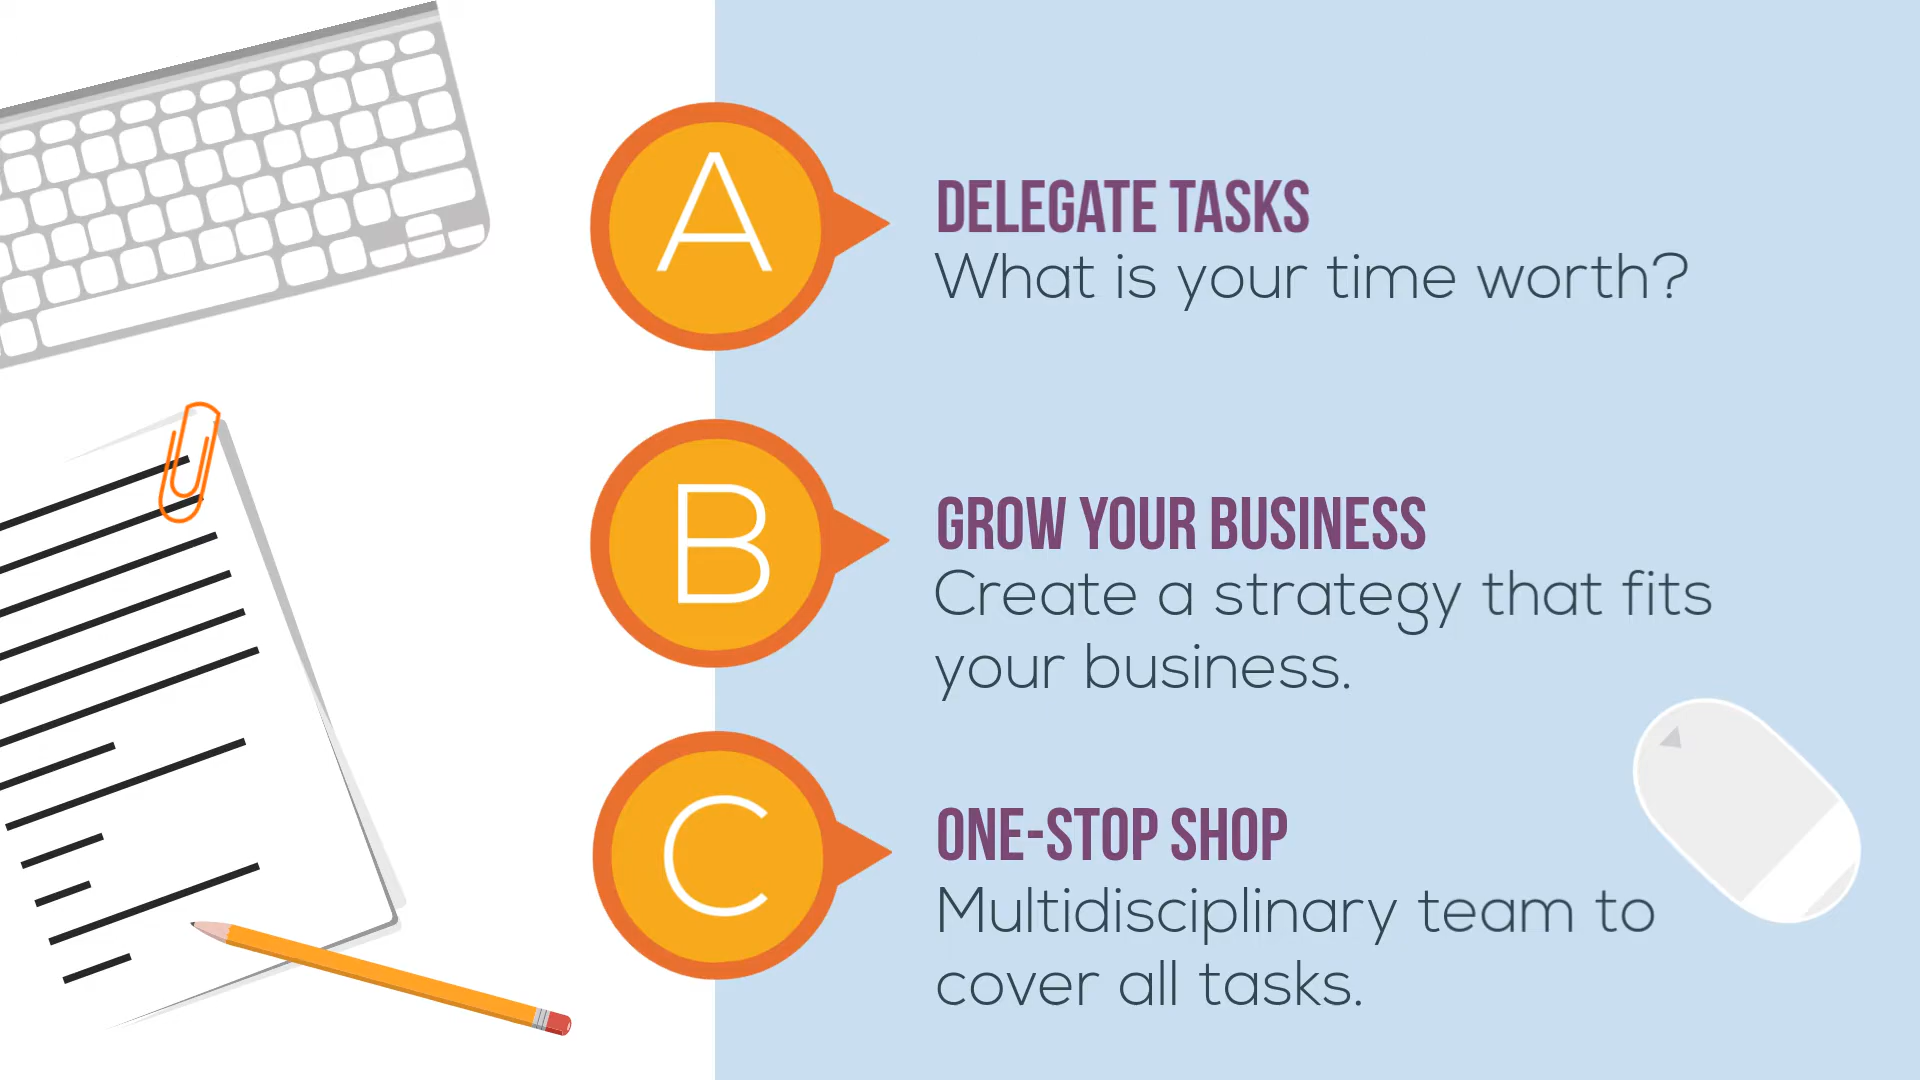 A
DELEGATE TASKS
What is your time worth?
B
GROW YOUR BUSINESS
Create a strategy that fits
your business.
C
ONE-STOP SHOP
Multidisciplinary team to
cover all tasks.